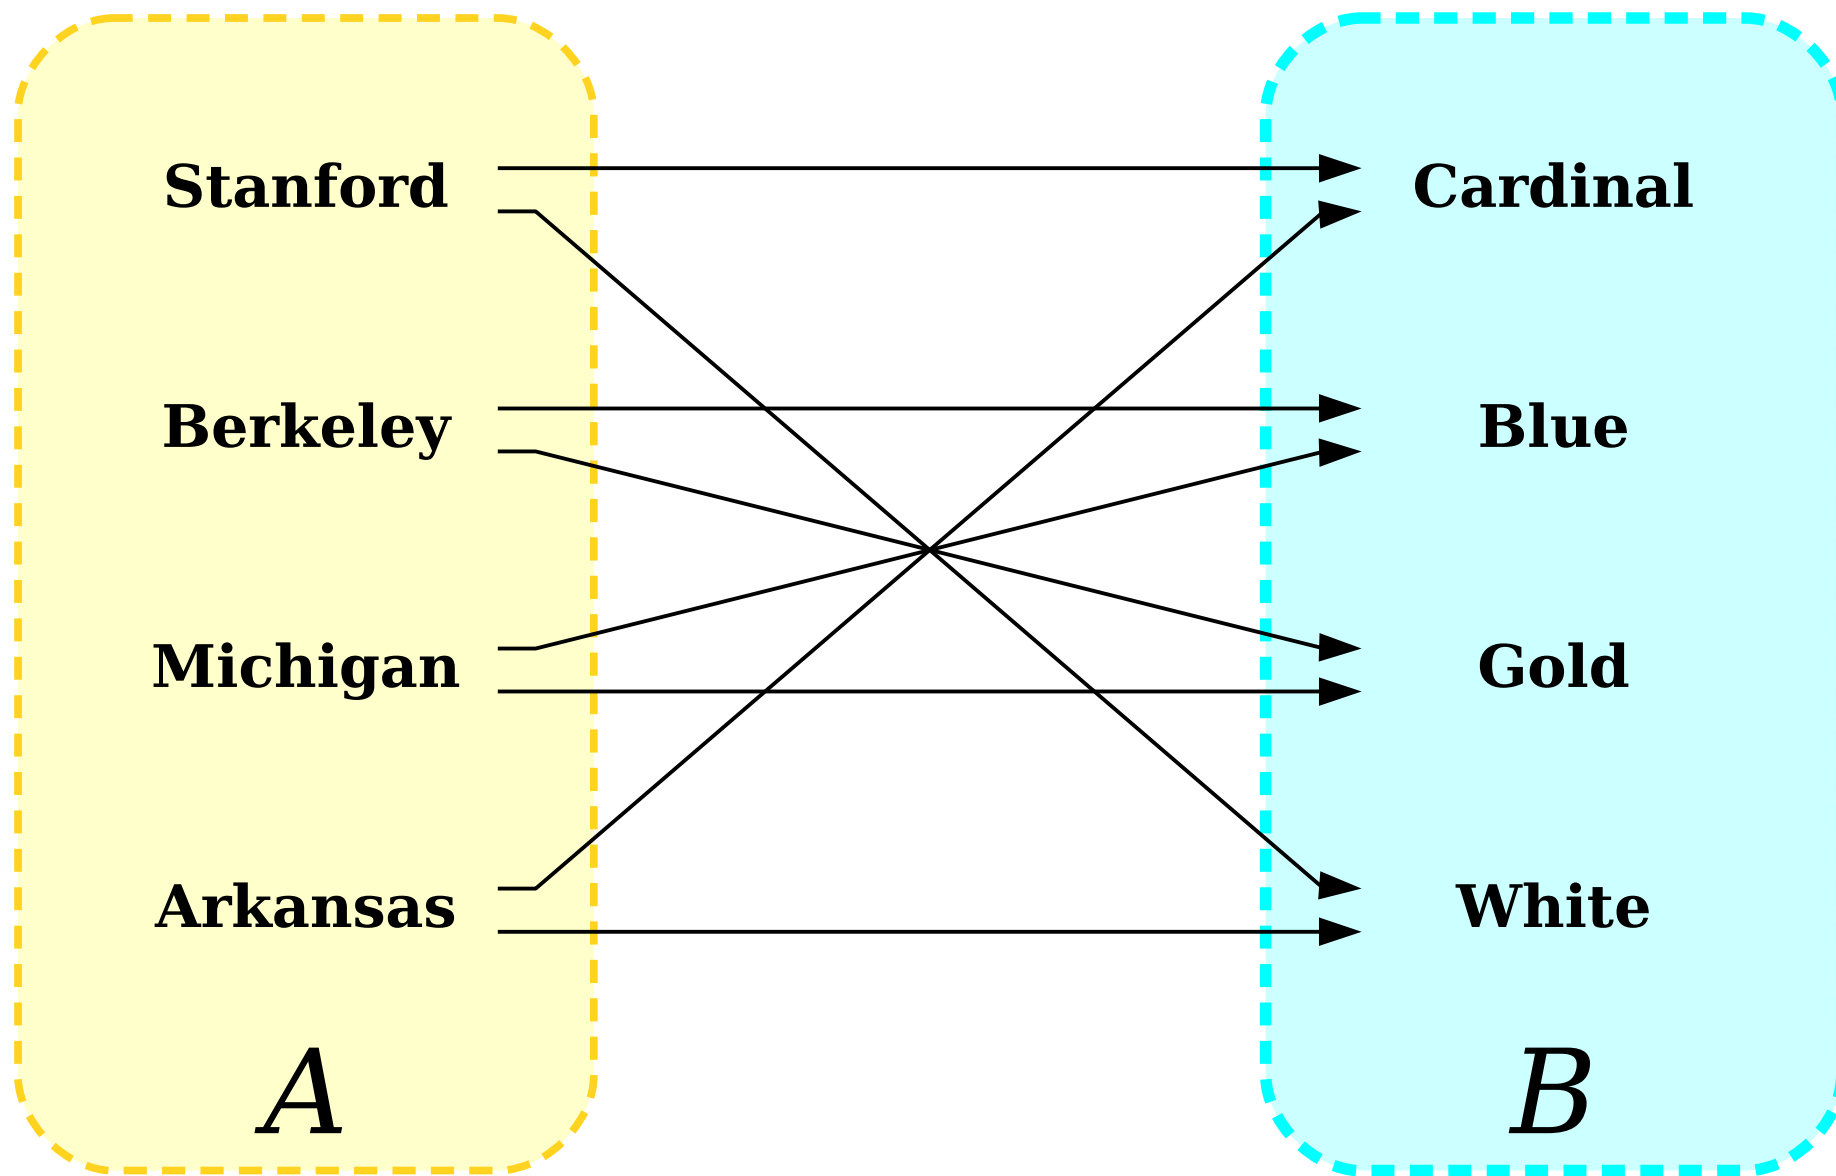 Stanford
Cardinal
Berkeley
Blue
Michigan
Gold
Arkansas
White
A
B